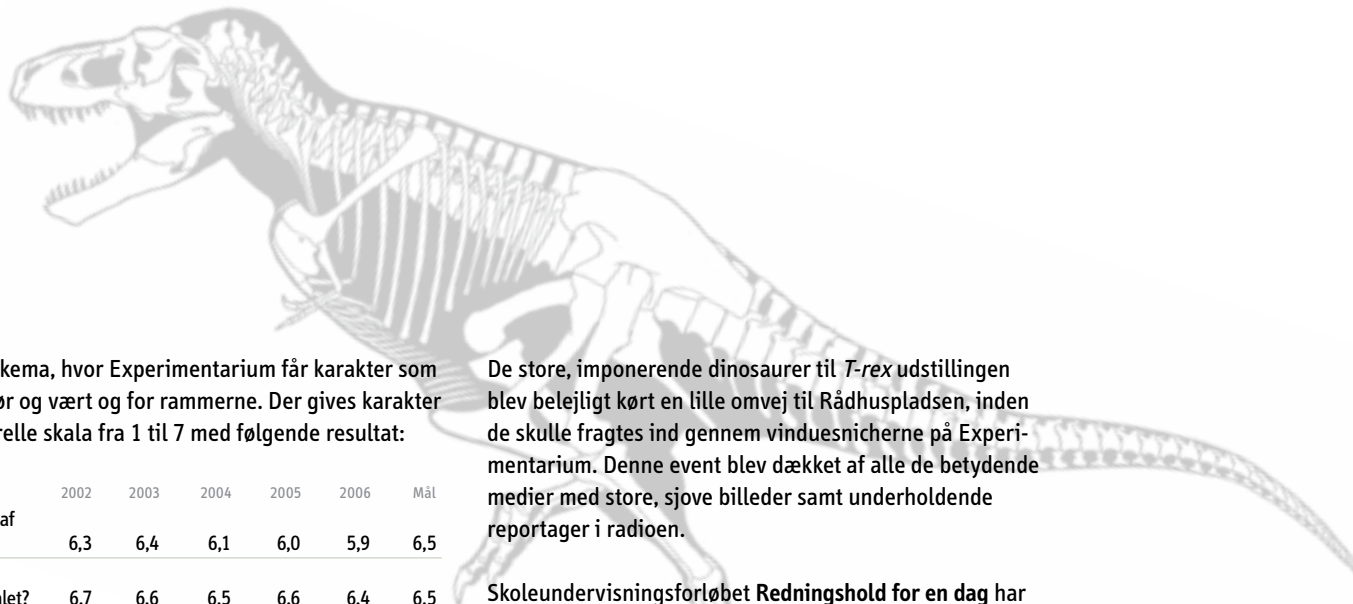 kema, hvor Experimentarium får karakter som
ør og vært og for rammerne. Der gives karakter
relle skala fra 1 til 7 med følgende resultat:
2002 2003 2004 2005 2006 Mål
af
6,3 6,4 6,1 6,0 5,9 6,5
alet? 6,7 6,6 6,5 6,6 6,4 6,5
De store, imponerende dinosaurer til T-rex udstillingen
blev belejligt kørt en lille omvej til Rådhuspladsen, inden
de skulle fragtes ind gennem vinduesnicherne på Experi-
mentarium. Denne event blev dækket af alle de betydende
medier med store, sjove billeder samt underholdende
reportager i radioen.
Skoleundervisningsforløbet Redningshold for en dag har